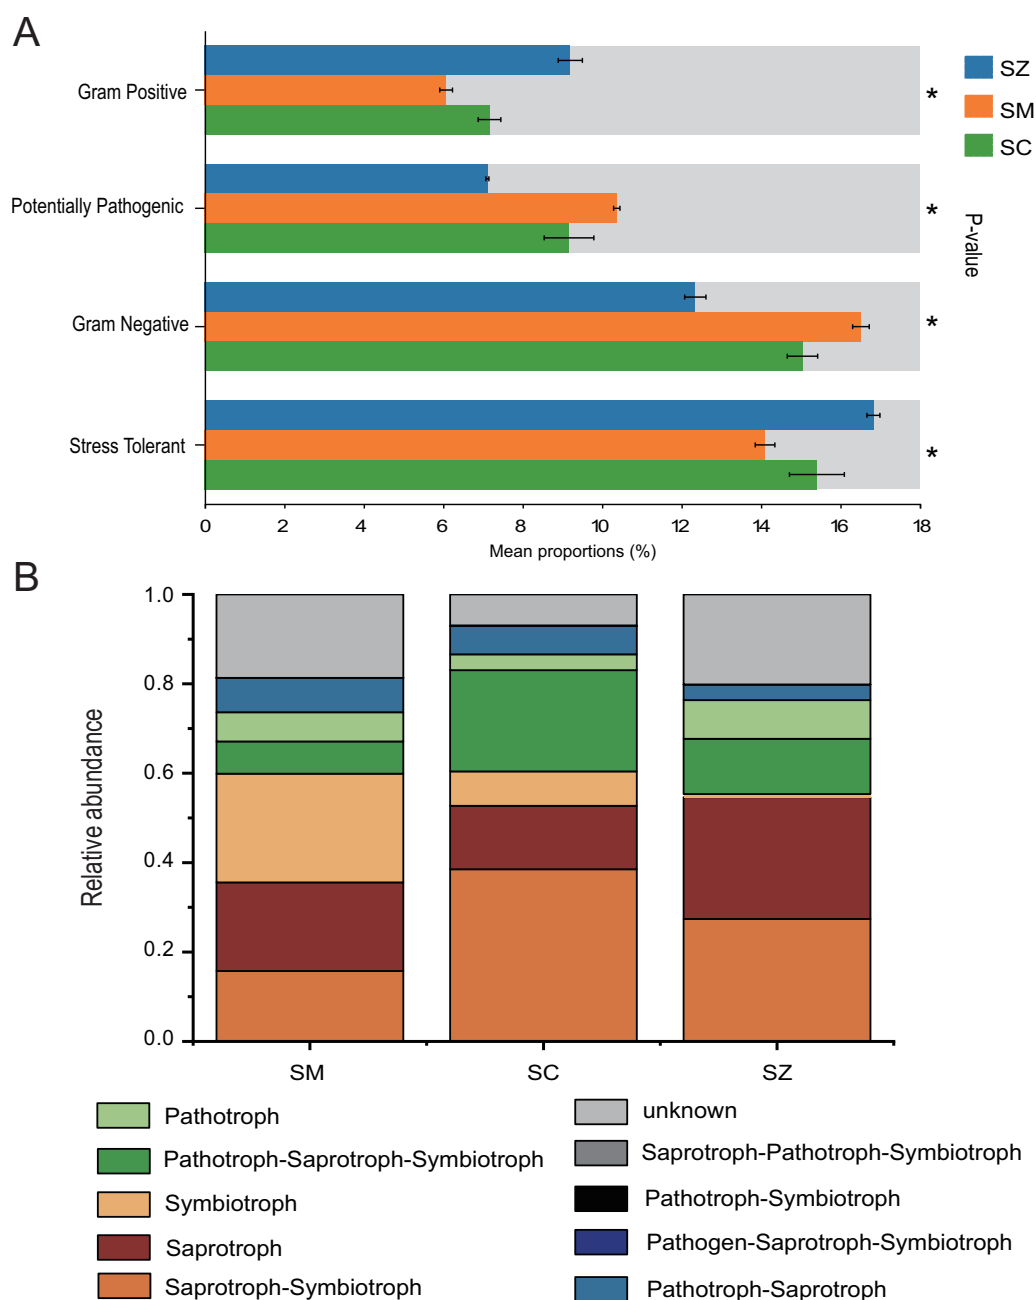 A
Gram Positive
*
SZ
SM
SC
Potentially Pathogenic
*
P-value
Gram Negative
*
Stress Tolerant
*
0 2 4 6 8 10 12 14 16 18
Mean proportions (%)
B
Relative abundance
1.0
0.8
0.6
0.4
0.2
0.0
SM SC SZ
Pathotroph
Pathotroph-Saprotroph-Symbiotroph
Symbiotroph
Saprotroph
Saprotroph-Symbiotroph
unknown
Saprotroph-Pathotroph-Symbiotroph
Pathotroph-Symbiotroph
Pathogen-Saprotroph-Symbiotroph
Pathotroph-Saprotroph